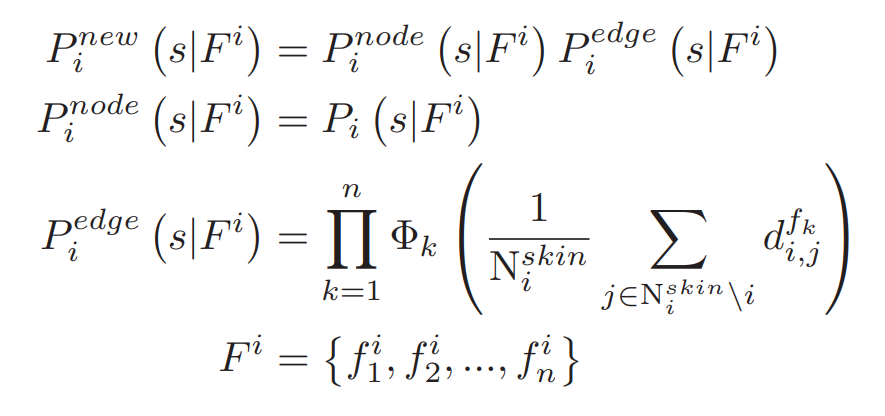 P_i^{new} (s|F^i) = P_i^{node} (s|F^i) P_i^{edge} (s|F^i)
P_i^{node} (s|F^i) = P_i (s|F^i)
P_i^{edge} (s|F^i) = \prod_{k=1}^{n} \Phi_k \left( \frac{1}{N_i^{skin}} \sum_{j \in N_i^{skin} \setminus i} d_{i,j}^{f_k} \right)
F^i = \{ f_1^i, f_2^i, ..., f_n^i \}